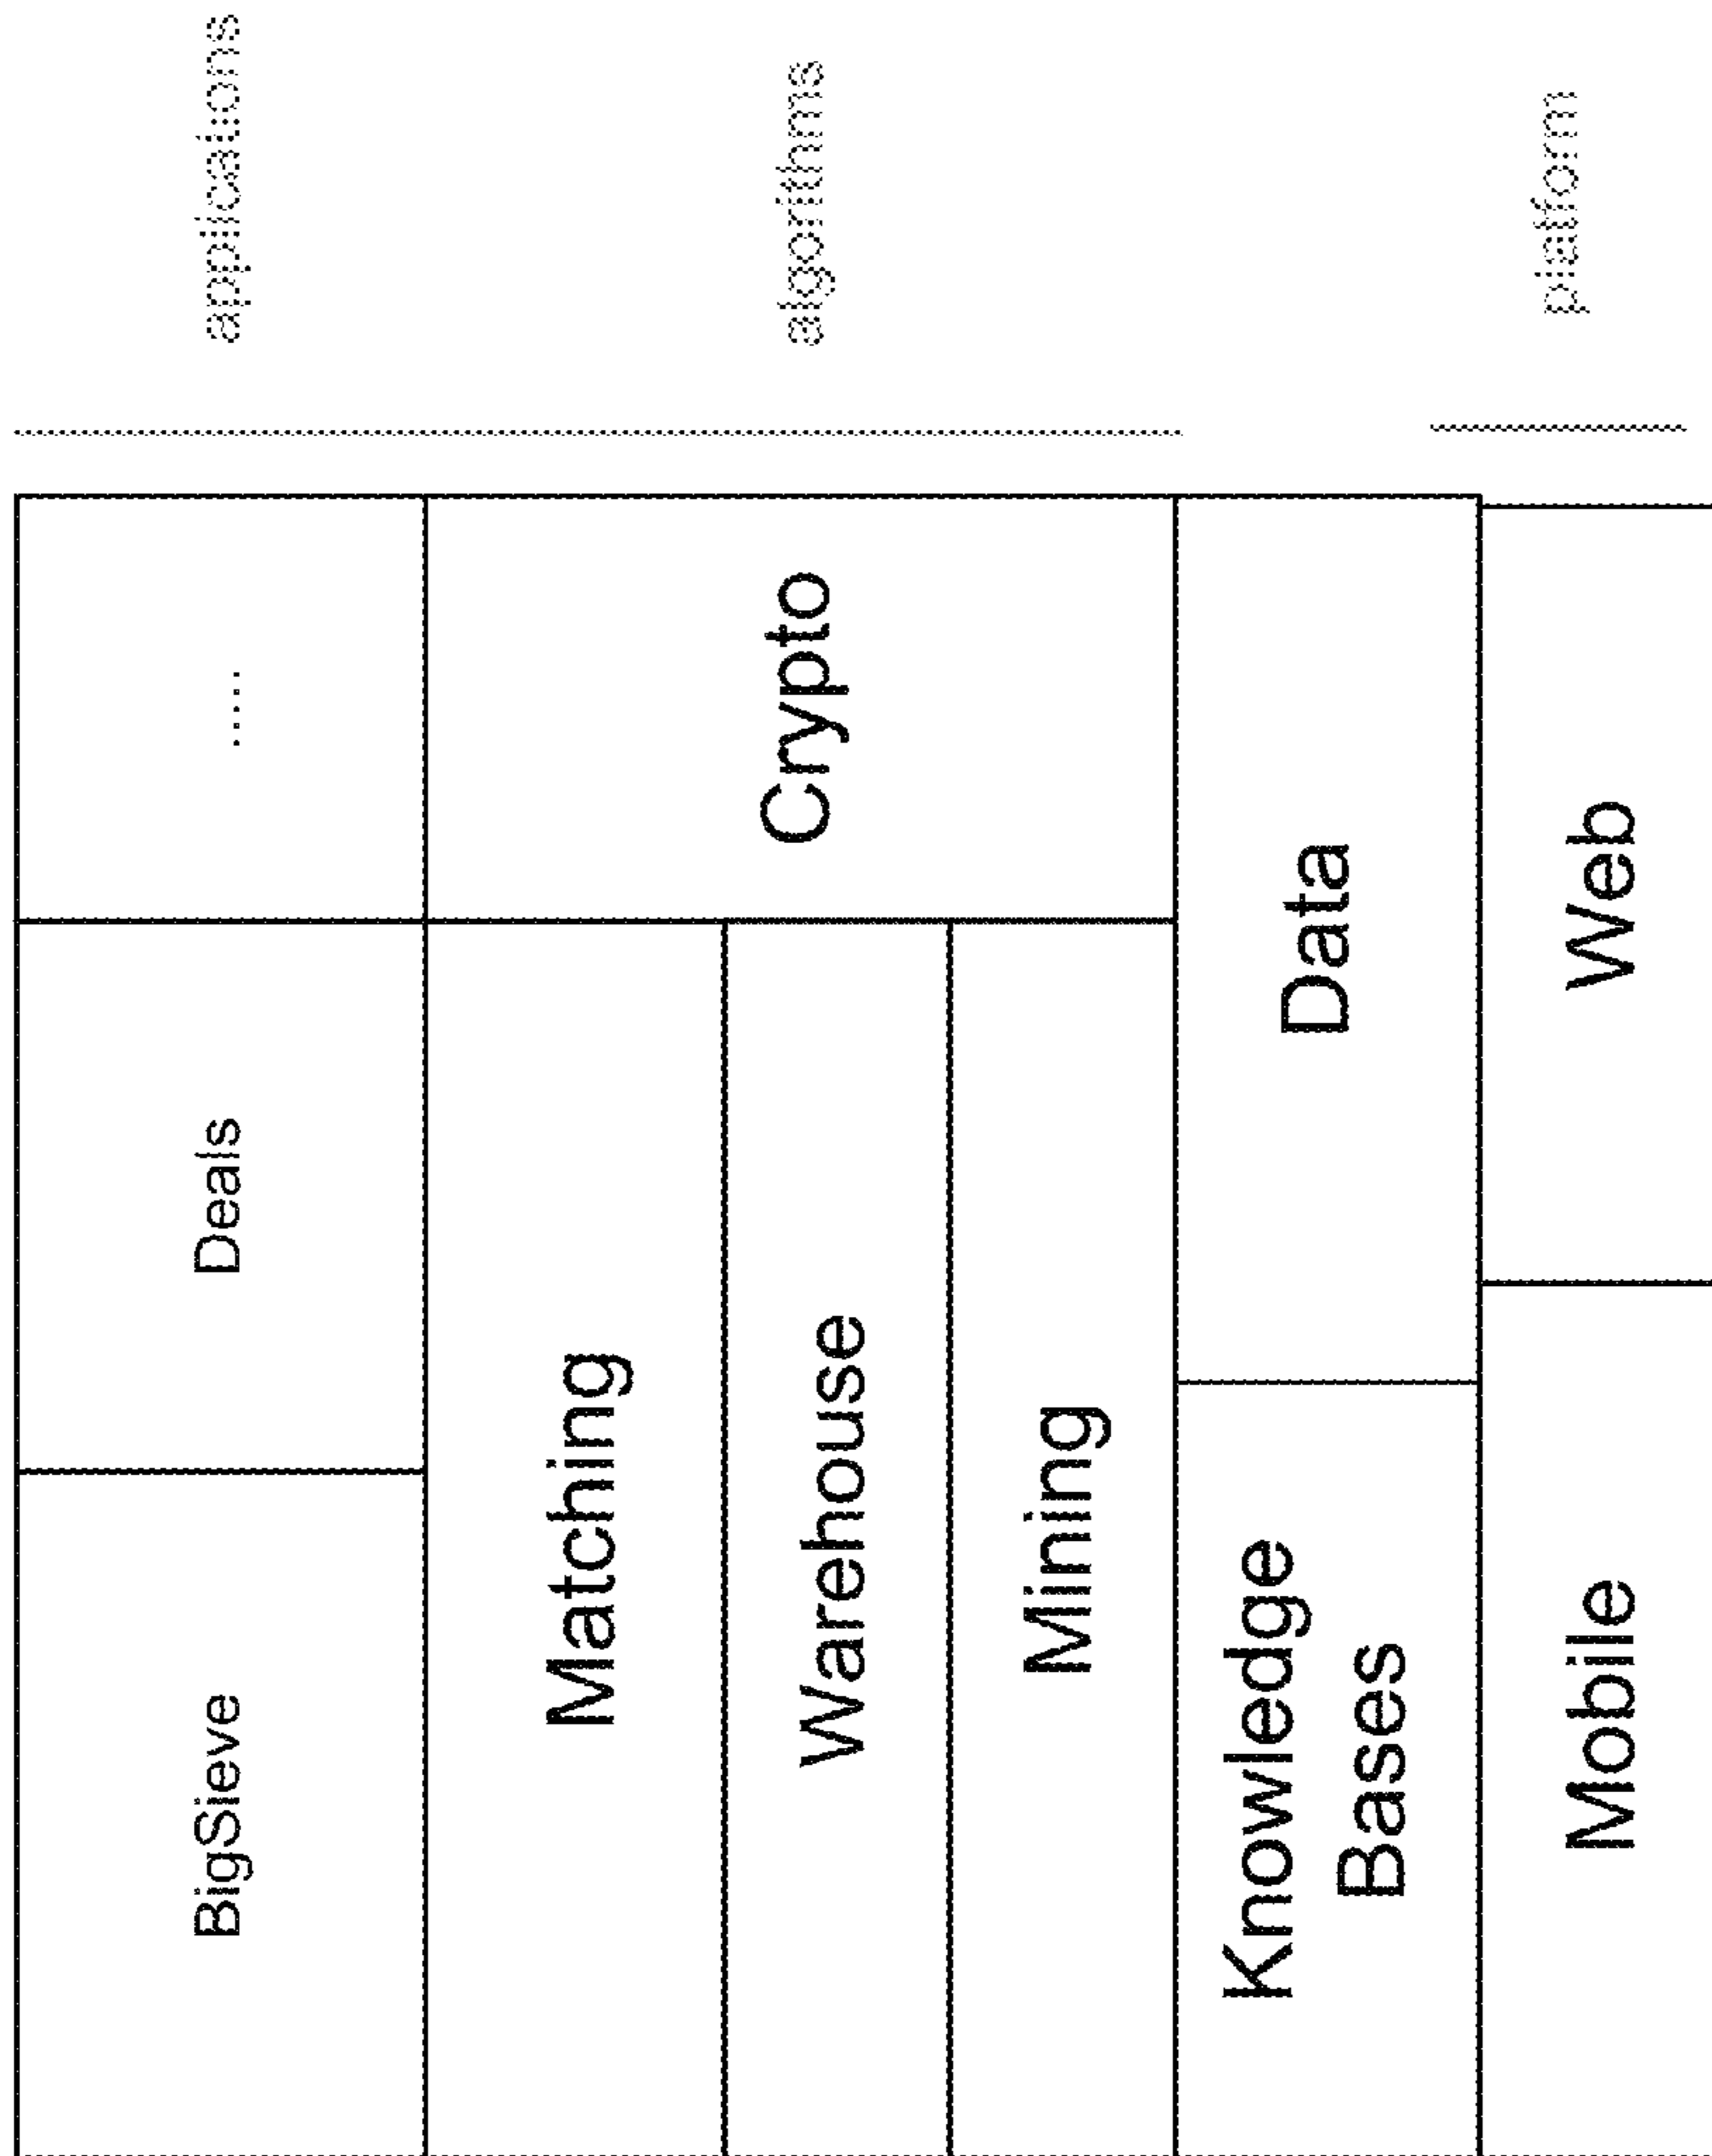 BigSieve
Deals
.....
applications
Matching
Warehouse
Mining
Crypto
algorithms
Knowledge
Bases
Data
Mobile
Web
platform